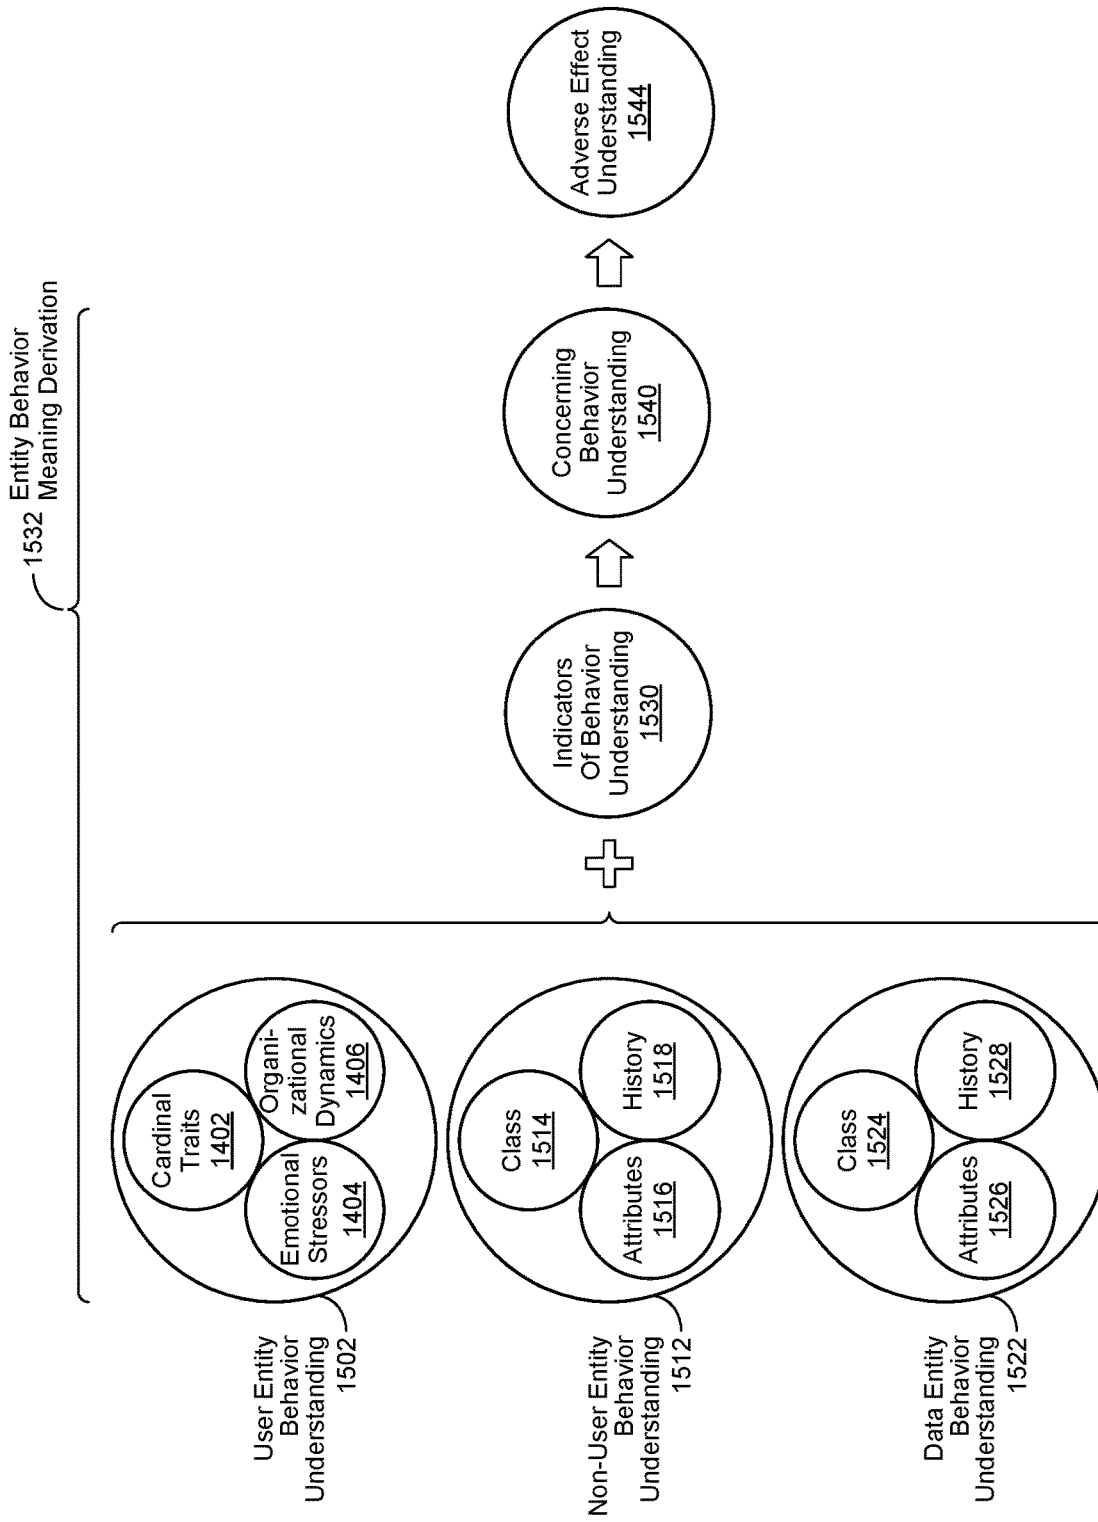 1532
Entity Behavior
Meaning Derivation
User Entity
Behavior
Understanding
1502
Cardinal
Traits
1402
Emotional
Stressors
1404
Organi-
zational
Dynamics
1406
Non-User Entity
Behavior
Understanding
1512
Class
1514
Attributes
1516
History
1518
Data Entity
Behavior
Understanding
1522
Class
1524
Attributes
1526
History
1528
Indicators
Of Behavior
Understanding
1530
Concerning
Behavior
Understanding
1540
Adverse Effect
Understanding
1544